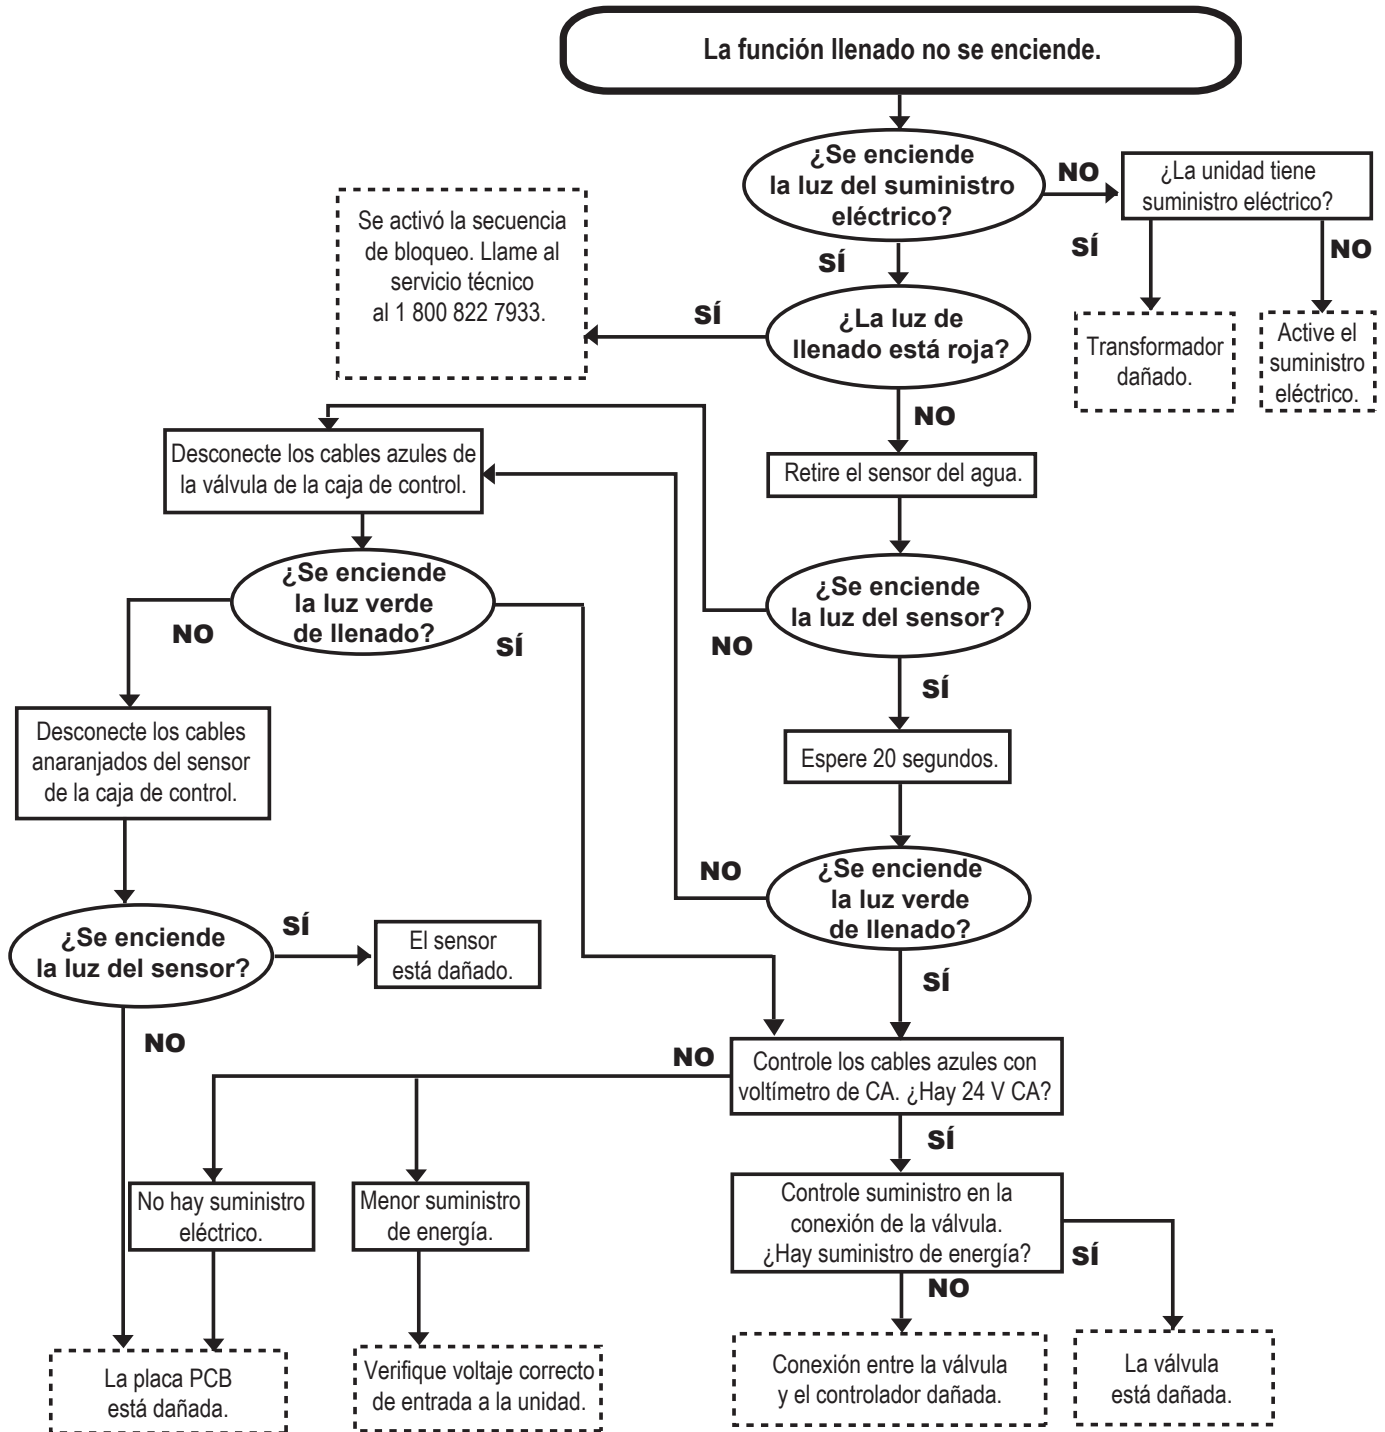 La función llenado no se enciende.
¿Se enciende
la luz del suministro
eléctrico?
NO
¿La unidad tiene
suministro eléctrico?
SÍ
NO
Transformador
dañado.
Active el
suministro
eléctrico.
SÍ
¿La luz de
llenado está roja?
SÍ
Se activó la secuencia
de bloqueo. Llame al
servicio técnico
al 1 800 822 7933.
NO
Retire el sensor del agua.
¿Se enciende
la luz del sensor?
NO
Desconecte los cables azules de
la válvula de la caja de control.
¿Se enciende
la luz verde
de llenado?
NO
SÍ
SÍ
Espere 20 segundos.
Desconecte los cables
anaranjados del sensor
de la caja de control.
¿Se enciende
la luz verde
de llenado?
NO
SÍ
¿Se enciende
la luz del sensor?
SÍ
El sensor
está dañado.
NO
Controle los cables azules con
voltímetro de CA. ¿Hay 24 V CA?
NO
SÍ
No hay suministro
eléctrico.
Menor suministro
de energía.
Controle suministro en la
conexión de la válvula.
¿Hay suministro de energía?
SÍ
NO
La placa PCB
está dañada.
Verifique voltaje correcto
de entrada a la unidad.
Conexión entre la válvula
y el controlador dañada.
La válvula
está dañada.